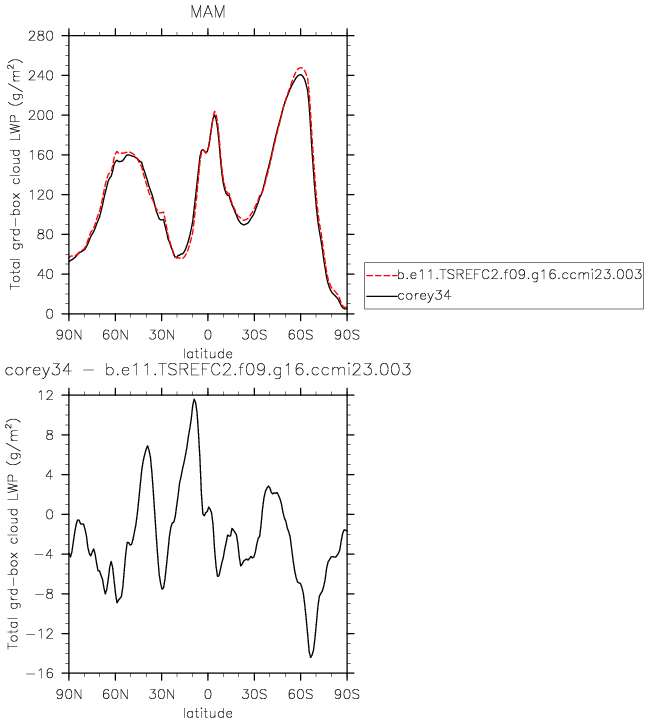 MAM
Total grd-box cloud LWP (g/m²)
280
240
200
160
120
80
40
0
90N 60N 30N 0 30S 60S 90S
latitude
b.e11.TSREFC2.f09.g16.ccmi23.003
corey34
corey34 - b.e11.TSREFC2.f09.g16.ccmi23.003
Total grd-box cloud LWP (g/m²)
12
8
4
0
-4
-8
-12
-16
90N 60N 30N 0 30S 60S 90S
latitude